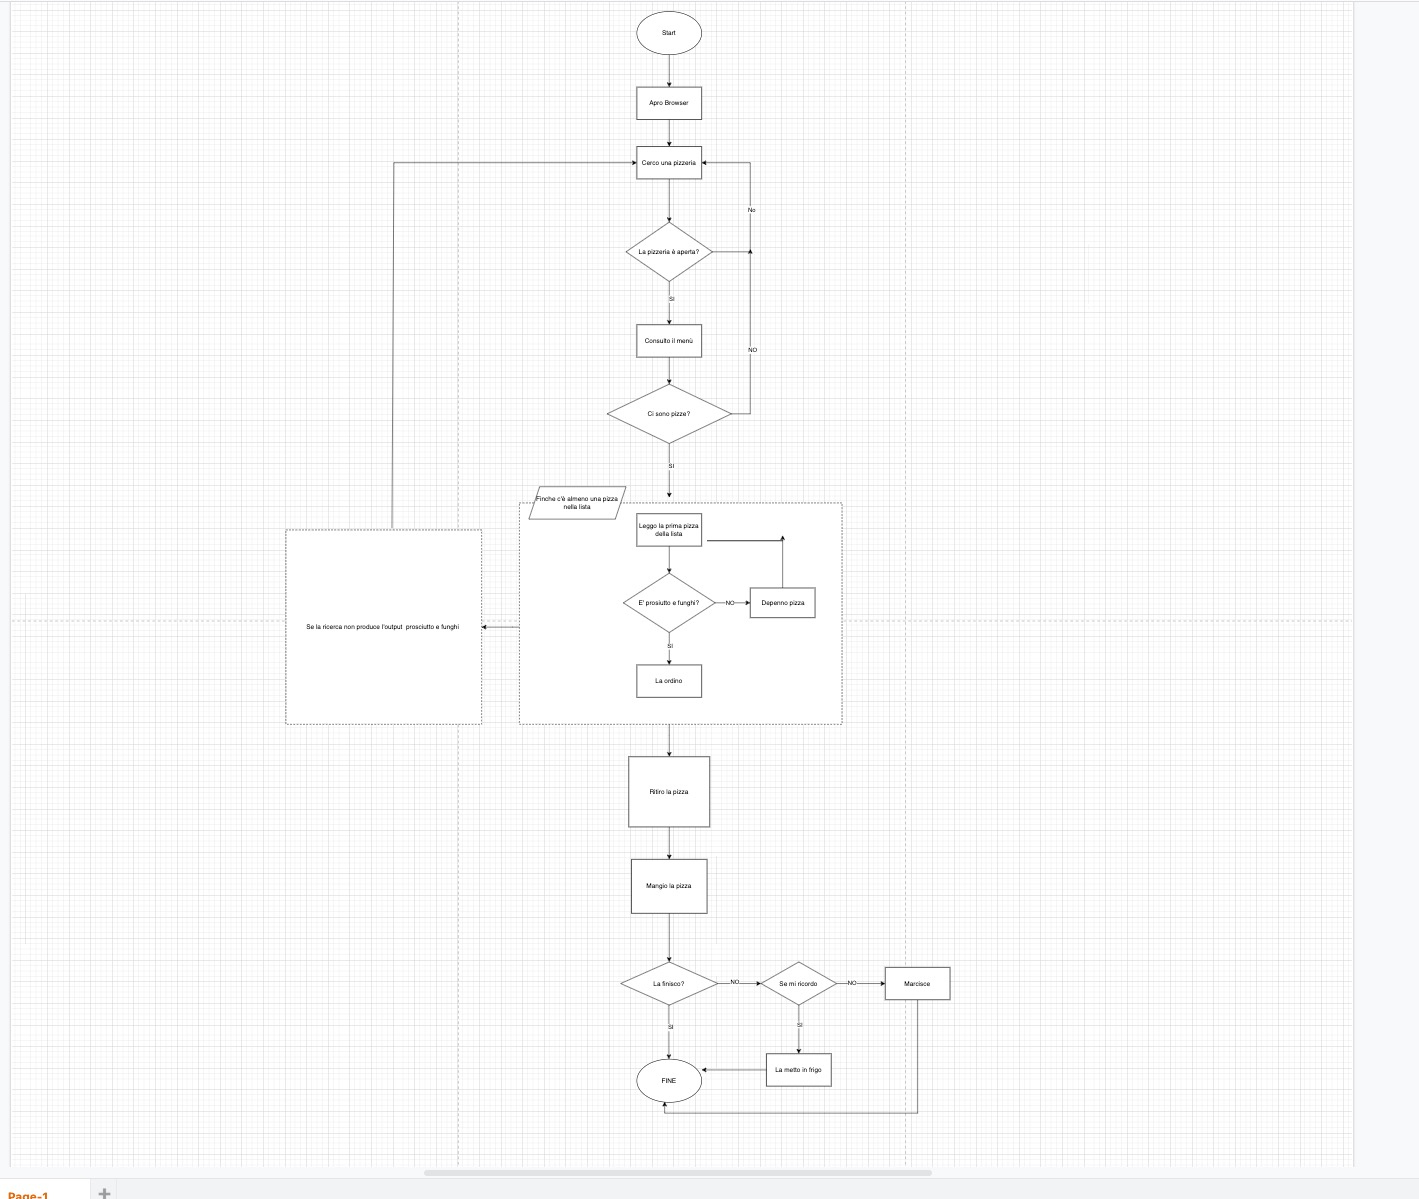 Start
Apro Browser
Cerco una pizzeria
No
La pizzeria è aperta?
SI
Consulto il menù
NO
Ci sono pizze?
SI
Finche c'è almeno una pizza
nella lista
Leggo la prima pizza
della lista
E' prosiutto e funghi?
NO
Depenno pizza
Se la ricerca non produce l'output prosciutto e funghi
SI
La ordino
Ritiro la pizza
Mangio la pizza
La finisco?
NO
Se mi ricordo
NO
Marcisce
SI
SI
La metto in frigo
FINE
Page-1